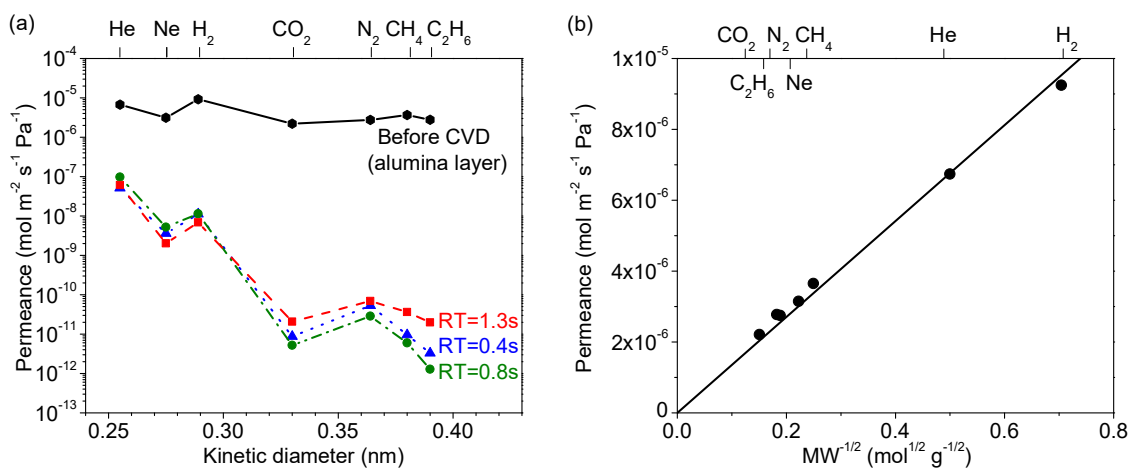 (a)
He Ne H₂ CO₂ N₂ CH₄ C₂H₆
10⁻⁴
10⁻⁵
10⁻⁶
10⁻⁷
10⁻⁸
10⁻⁹
10⁻¹⁰
10⁻¹¹
10⁻¹²
10⁻¹³
Permeance (mol m⁻² s⁻¹ Pa⁻¹)
Before CVD
(alumina layer)
RT=1.3s
RT=0.4s
RT=0.8s
0.25 0.30 0.35 0.40
Kinetic diameter (nm)
(b)
CO₂ N₂ CH₄ He H₂
C₂H₆ Ne
1x10⁻⁵
8x10⁻⁶
6x10⁻⁶
4x10⁻⁶
2x10⁻⁶
0
Permeance (mol m⁻² s⁻¹ Pa⁻¹)
0.0 0.2 0.4 0.6 0.8
MW⁻¹/² (mol¹/² g⁻¹/²)